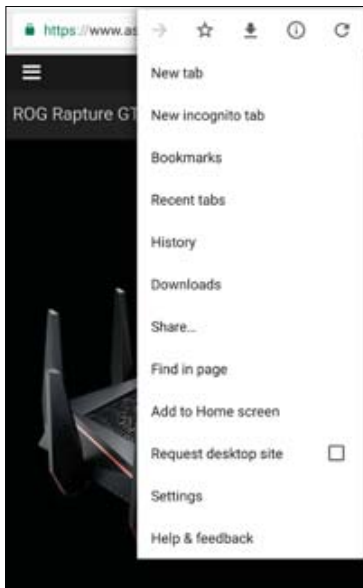 https://www.as
ROG Rapture GT
New tab
New incognito tab
Bookmarks
Recent tabs
History
Downloads
Share...
Find in page
Add to Home screen
Request desktop site
Settings
Help & feedback